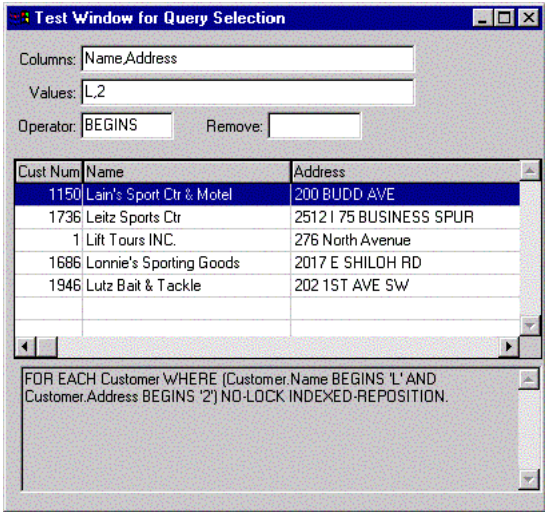 Test Window for Query Selection
Columns: Name,Address
Values: L,2
Operator: BEGINS Remove:
Cust Num Name Address
1150 Lain's Sport Ctr & Motel 200 BUDD AVE
1736 Leitz Sports Ctr 2512 I 75 BUSINESS SPUR
1 Lift Tours INC. 276 North Avenue
1686 Lonnie's Sporting Goods 2017 E SHILOH RD
1946 Lutz Bait & Tackle 202 1ST AVE SW
FOR EACH Customer WHERE (Customer.Name BEGINS 'L' AND
Customer.Address BEGINS '2') NO-LOCK INDEXED-REPOSITION.